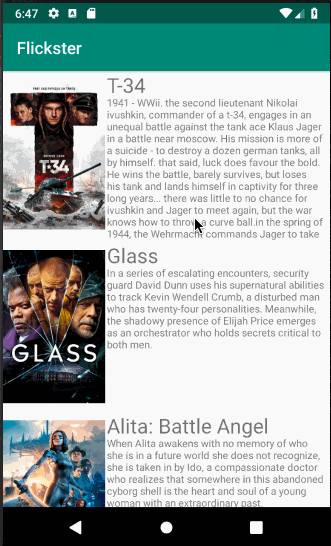 6:47
Flickster
T-34
1941 - WWii. the second lieutenant Nikolai
ivushkin, commander of a t-34, engages in an
unequal battle against the tank ace Klaus Jager
in a battle near moscow. His mission is more of
a suicide - to destroy a dozen german tanks, all
by himself. that said, luck does favour the bold.
He wins the battle, barely survives, but loses
his tank and lands himself in captivity for three
long years... there was little to no chance for
ivushkin and Jager to meet again, but the war
knows how to throw a curve ball.in the spring of
1944, the Wehrmacht commands Jager to take
T-34
Glass
In a series of escalating encounters, security
guard David Dunn uses his supernatural abilities
to track Kevin Wendell Crumb, a disturbed man
who has twenty-four personalities. Meanwhile,
the shadowy presence of Elijah Price emerges
as an orchestrator who holds secrets critical to
both men.
GLASS
Alita: Battle Angel
When Alita awakens with no memory of who
she is in a future world she does not recognize,
she is taken in by Ido, a compassionate doctor
who realizes that somewhere in this abandoned
cyborg shell is the heart and soul of a young
woman with an extraordinary past.